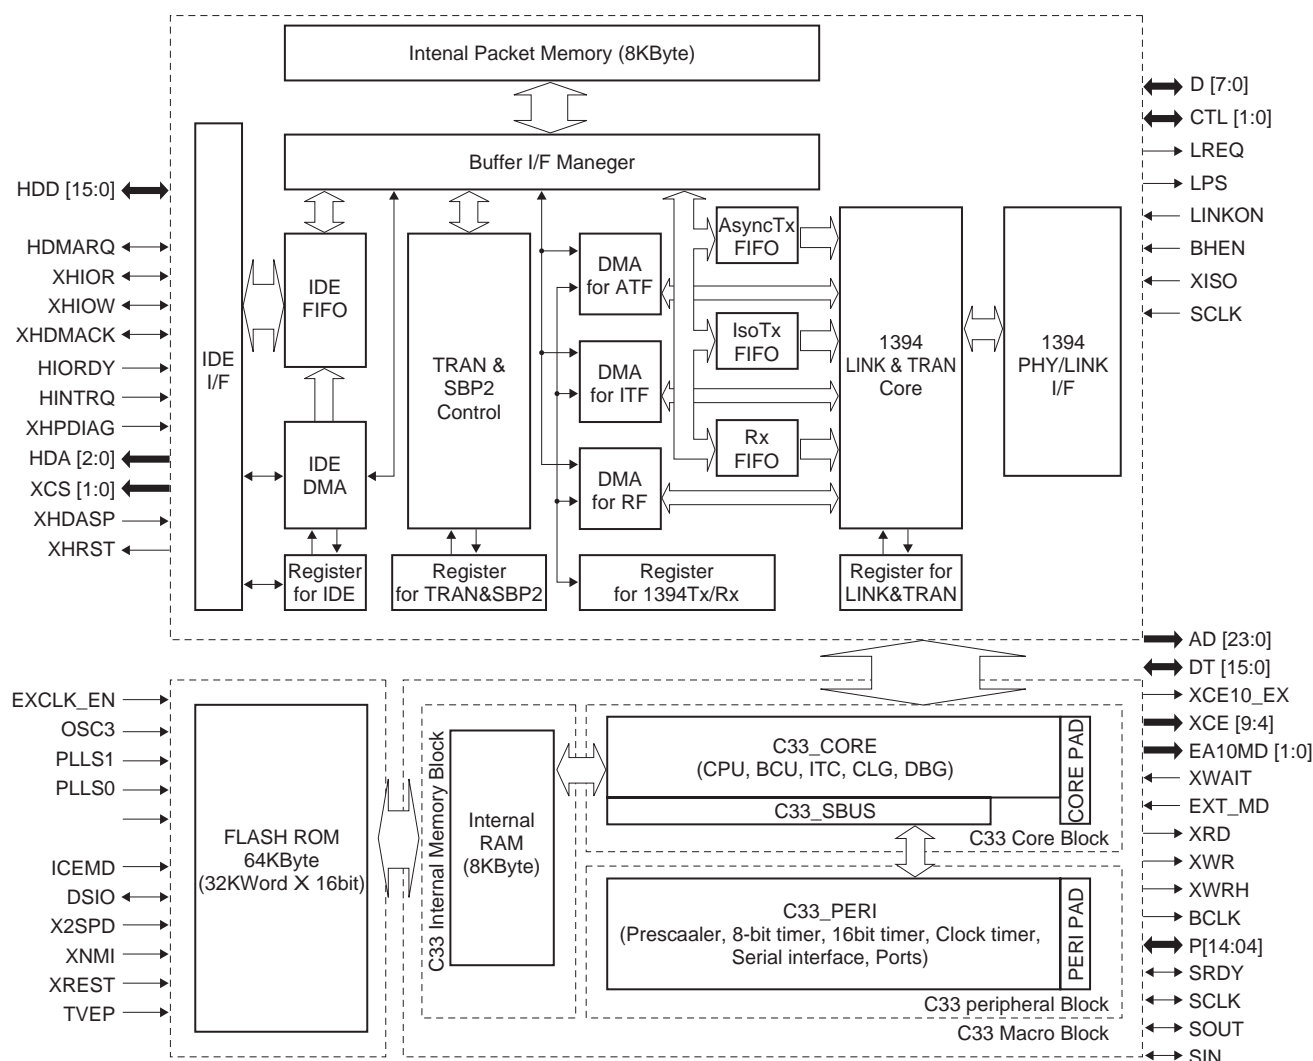 Intenal Packet Memory (8KByte)
Buffer I/F Maneger
HDD [15:0]
HDMARQ
XHIOR
XHIOW
XHDMACK
HIORDY
HINTRQ
XHPDIAG
HDA [2:0]
XCS [1:0]
XHDASP
XHRST
IDE
I/F
IDE
FIFO
IDE
DMA
Register
for IDE
TRAN &
SBP2
Control
Register
for TRAN&SBP2
DMA
for ATF
DMA
for ITF
DMA
for RF
Register
for 1394Tx/Rx
AsyncTx
FIFO
IsoTx
FIFO
Rx
FIFO
1394
LINK & TRAN
Core
Register for
LINK&TRAN
1394
PHY/LINK
I/F
D [7:0]
CTL [1:0]
LREQ
LPS
LINKON
BHEN
XISO
SCLK
EXCLK_EN
OSC3
PLLS1
PLLS0
ICEMD
DSIO
X2SPD
XNMI
XREST
TVEP
FLASH ROM
64KByte
(32KWord X 16bit)
C33 Internal Memory Block
Internal
RAM
(8KByte)
C33_CORE
(CPU, BCU, ITC, CLG, DBG)
C33_SBUS
CORE PAD
C33 Core Block
C33_PERI
(Prescaaler, 8-bit timer, 16bit timer, Clock timer,
Serial interface, Ports)
PERI PAD
C33 peripheral Block
C33 Macro Block
AD [23:0]
DT [15:0]
XCE10_EX
XCE [9:4]
EA10MD [1:0]
XWAIT
EXT_MD
XRD
XWR
XWRH
BCLK
P[14:04]
SRDY
SCLK
SOUT
SIN